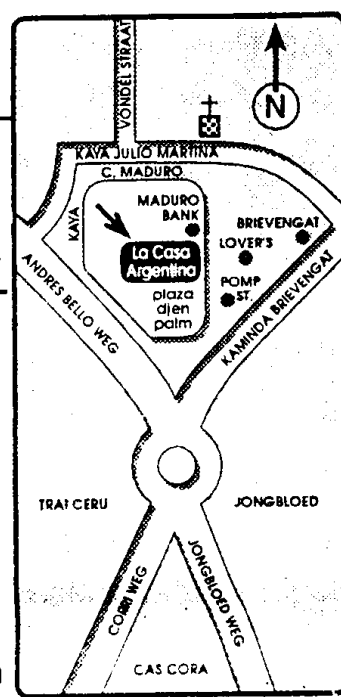 VONDEL STRAAT
N
KAYA JULIO MARTINA
C. MADURO
KAYA
MADURO
BANK
BRIEVENGAT
LOVER'S
La Casa
Argentina
POMP
ST.
plaza
djen
palm
ANDRES BELLO WEG
KAMINDA BRIEVENGAT
TRAI CERU
JONGBLOED
CORRI WEG
JONGBLOED WEG
CAS CORA